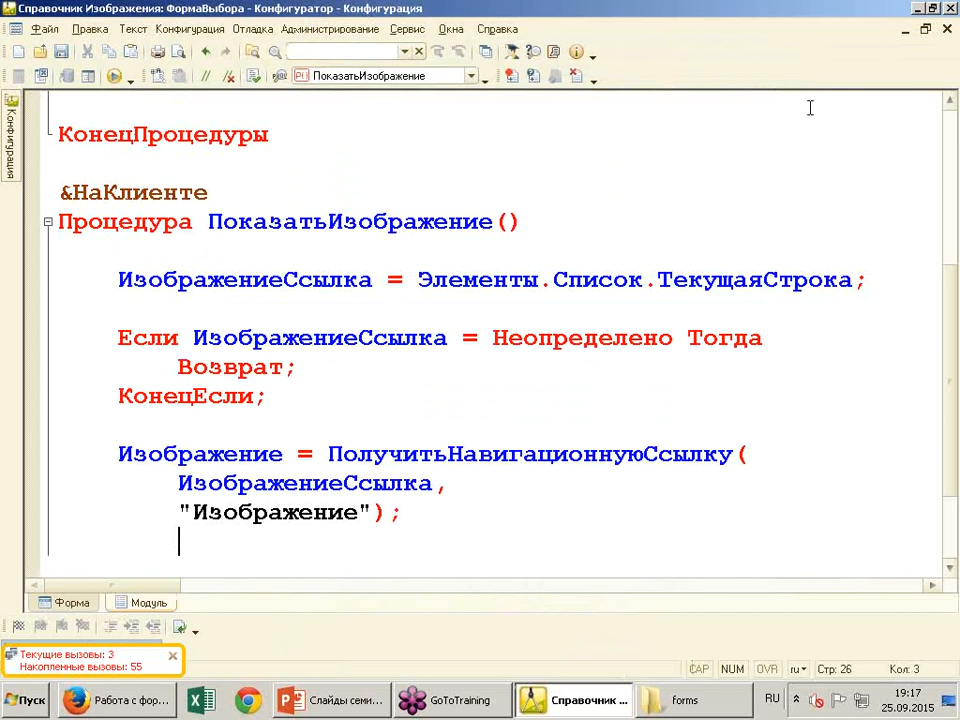 Справочник Изображения: ФормаВыбора - Конфигуратор - Конфигурация
Файл Правка Текст Конфигурация Отладка Администрирование Сервис Окна Справка
ПоказатьИзображение
Конфигурация
КонецПроцедуры
&НаКлиенте
Процедура ПоказатьИзображение()
ИзображениеСсылка = Элементы.Список.ТекущаяСтрока;
Если ИзображениеСсылка = Неопределено Тогда
Возврат;
КонецЕсли;
Изображение = ПолучитьНавигационнуюСсылку(
ИзображениеСсылка,
"Изображение");
Форма Модуль
Текущие вызовы: 3
Накопленные вызовы: 55
CAP NUM OVR ru Стр: 26 Кол: 3
Пуск Работа с фор... Слайды семи... GoToTraining Справочник ... forms RU 19:17
25.09.2015